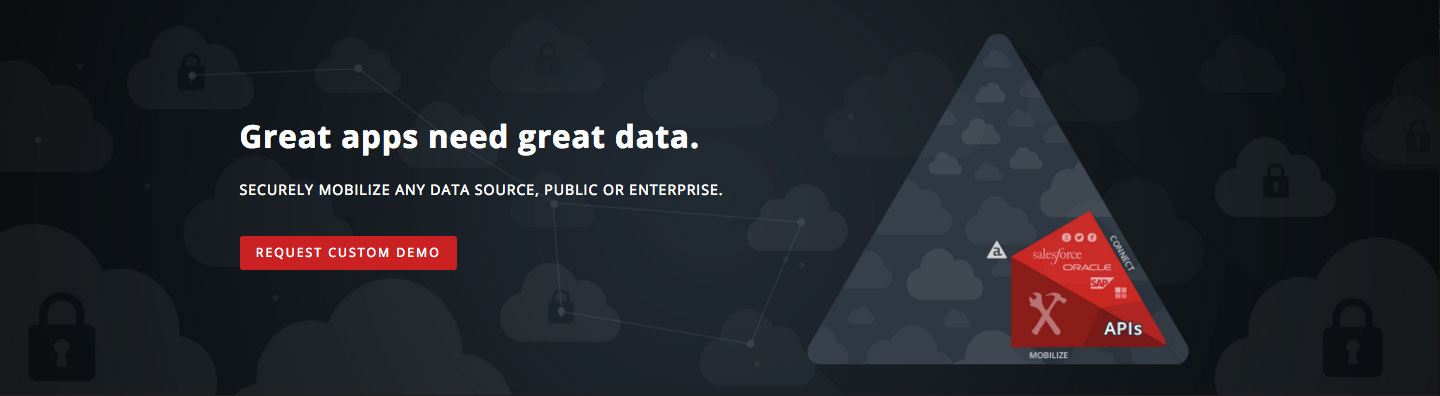 Great apps need great data.
SECURELY MOBILIZE ANY DATA SOURCE, PUBLIC OR ENTERPRISE.
REQUEST CUSTOM DEMO
a
CONNECT
salesforce
ORACLE
SAP
APIs
MOBILIZE